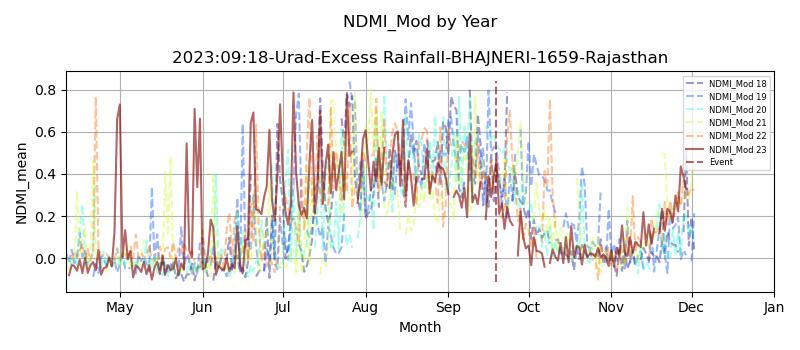 NDMI_Mod by Year
2023:09:18-Urad-Excess Rainfall-BHAJNERI-1659-Rajasthan
NDMI_mean
0.8
0.6
0.4
0.2
0.0
NDMI_Mod 18
NDMI_Mod 19
NDMI_Mod 20
NDMI_Mod 21
NDMI_Mod 22
NDMI_Mod 23
Event
May Jun Jul Aug Sep Oct Nov Dec Jan
Month